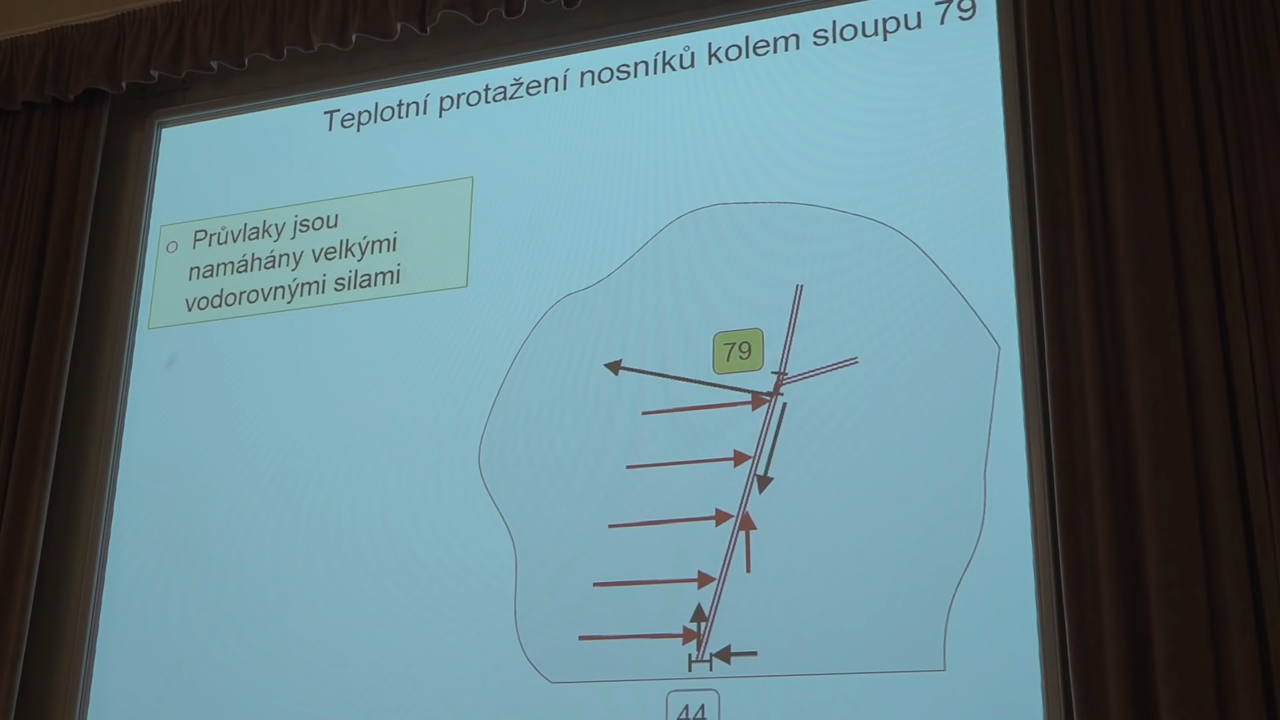 Teplotní protažení nosníků kolem sloupu 79
○ Průvlaky jsou
namáhány velkými
vodorovnými silami
79
44